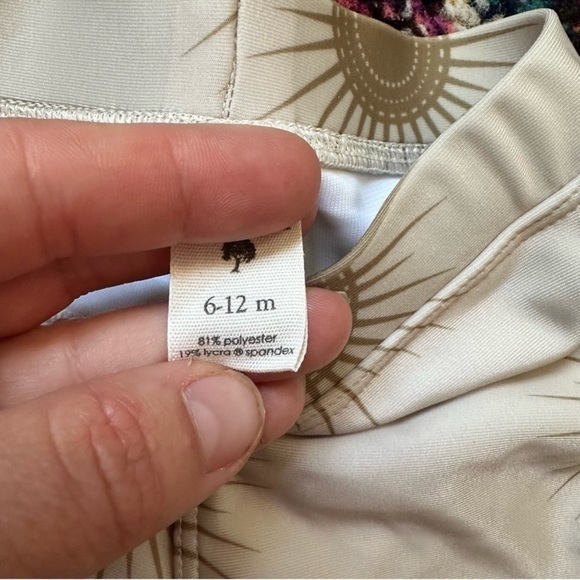 6-12 m
81% polyester
19% lycra ® spandex